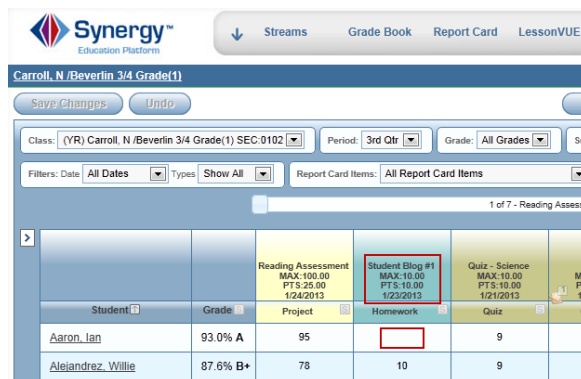 Synergy™
Education Platform
Streams Grade Book Report Card LessonVUE
Carroll, N /Beverlin 3/4 Grade(1)
Save Changes Undo
Class: (YR) Carroll, N /Beverlin 3/4 Grade(1) SEC:0102 Period: 3rd Qtr Grade: All Grades
Filters: Date All Dates Types Show All Report Card Items: All Report Card Items
1 of 7 - Reading Assess
Reading Assessment Student Blog #1 Quiz - Science
MAX:100.00 MAX:10.00 MAX:10.00
PTS:25.00 PTS:10.00 PTS:10.00
1/24/2013 1/23/2013 1/21/2013
Student Grade Project Homework Quiz
Aaron, Ian 93.0% A 95 9
Alejandrez, Willie 87.6% B+ 78 10 9